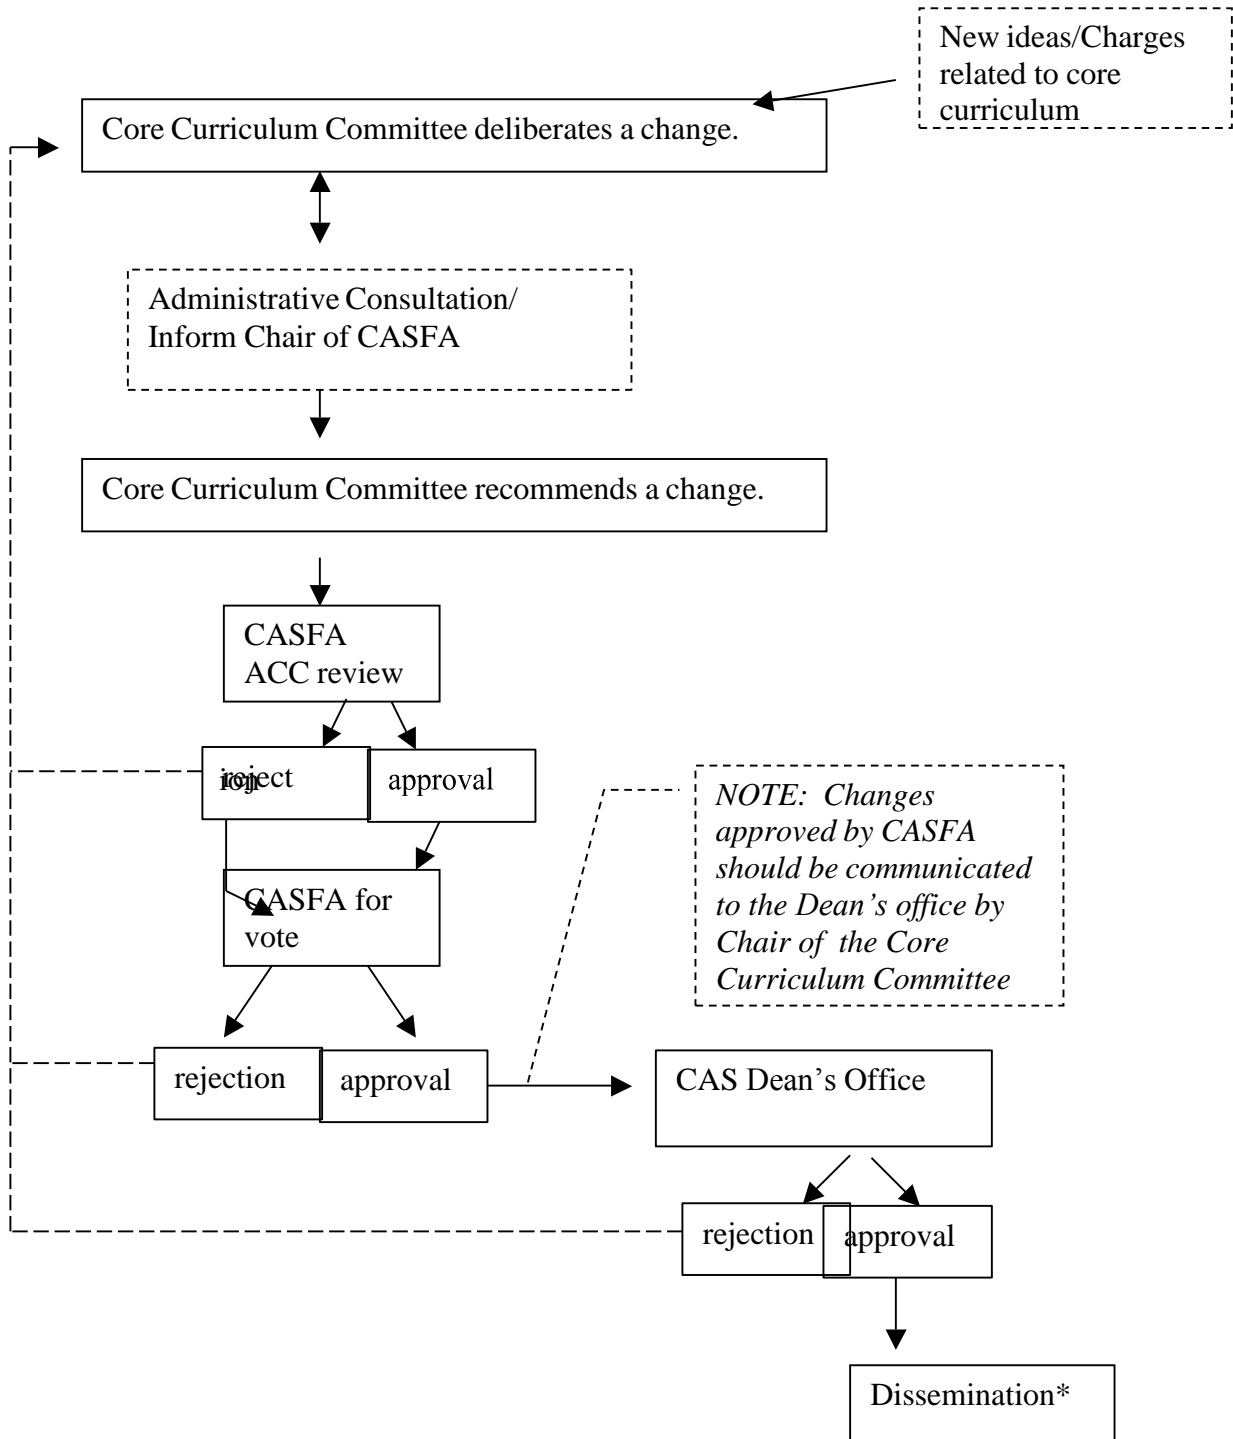 New ideas/Charges
related to core
curriculum
Core Curriculum Committee deliberates a change.
Administrative Consultation/
Inform Chair of CASFA
Core Curriculum Committee recommends a change.
CASFA
ACC review
reject
ion
approval
NOTE:  Changes
approved by CASFA
should be communicated
to the Dean’s office by
Chair of  the Core
Curriculum Committee
CASFA for
vote
rejection
approval
CAS Dean’s Office
rejection
approval
Dissemination*